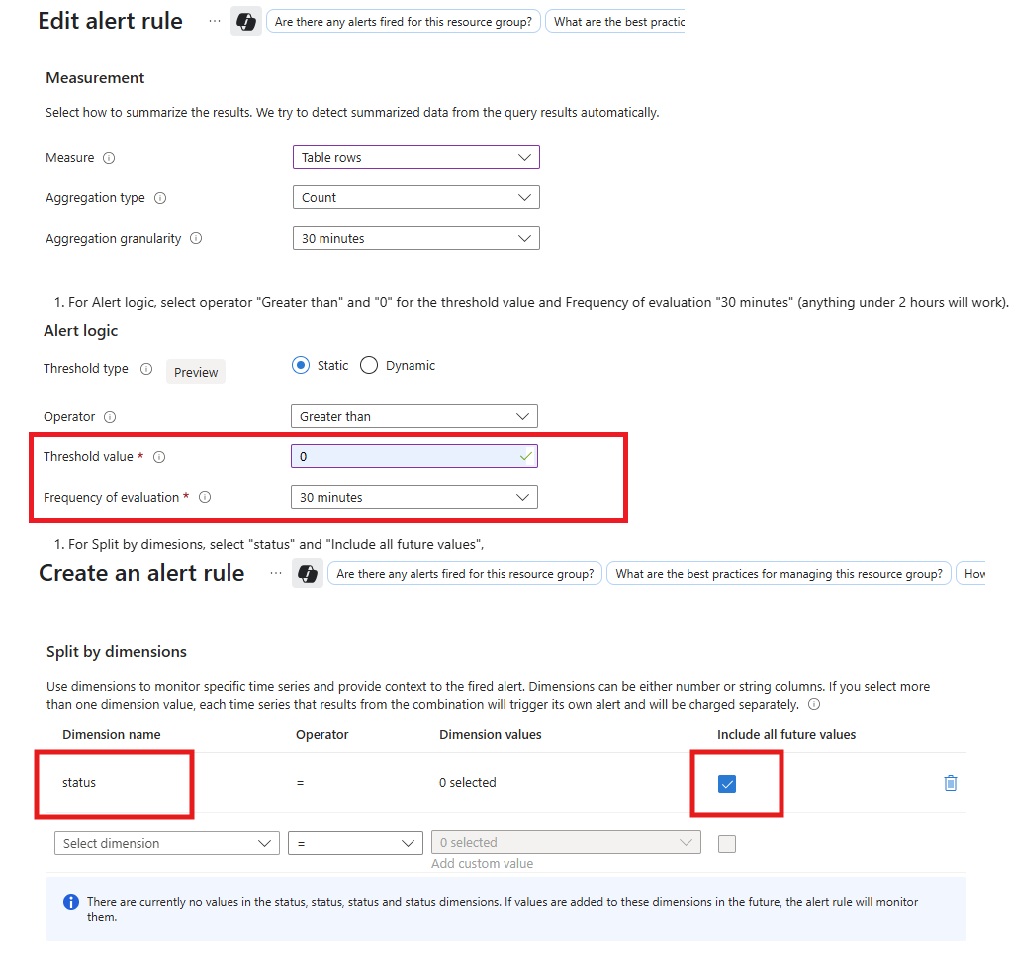 Edit alert rule ... Are there any alerts fired for this resource group? What are the best practic
Measurement
Select how to summarize the results. We try to detect summarized data from the query results automatically.
Measure Table rows
Aggregation type Count
Aggregation granularity 30 minutes
1. For Alert logic, select operator "Greater than" and "0" for the threshold value and Frequency of evaluation "30 minutes" (anything under 2 hours will work).
Alert logic
Threshold type Preview Static Dynamic
Operator Greater than
Threshold value * 0
Frequency of evaluation * 30 minutes
1. For Split by dimesions, select "status" and "Include all future values",
Create an alert rule ... Are there any alerts fired for this resource group? What are the best practices for managing this resource group? How
Split by dimensions
Use dimensions to monitor specific time series and provide context to the fired alert. Dimensions can be either number or string columns. If you select more
than one dimension value, each time series that results from the combination will trigger its own alert and will be charged separately.
Dimension name Operator Dimension values Include all future values
status = 0 selected
Select dimension = 0 selected
Add custom value
There are currently no values in the status, status, status and status dimensions. If values are added to these dimensions in the future, the alert rule will monitor
them.